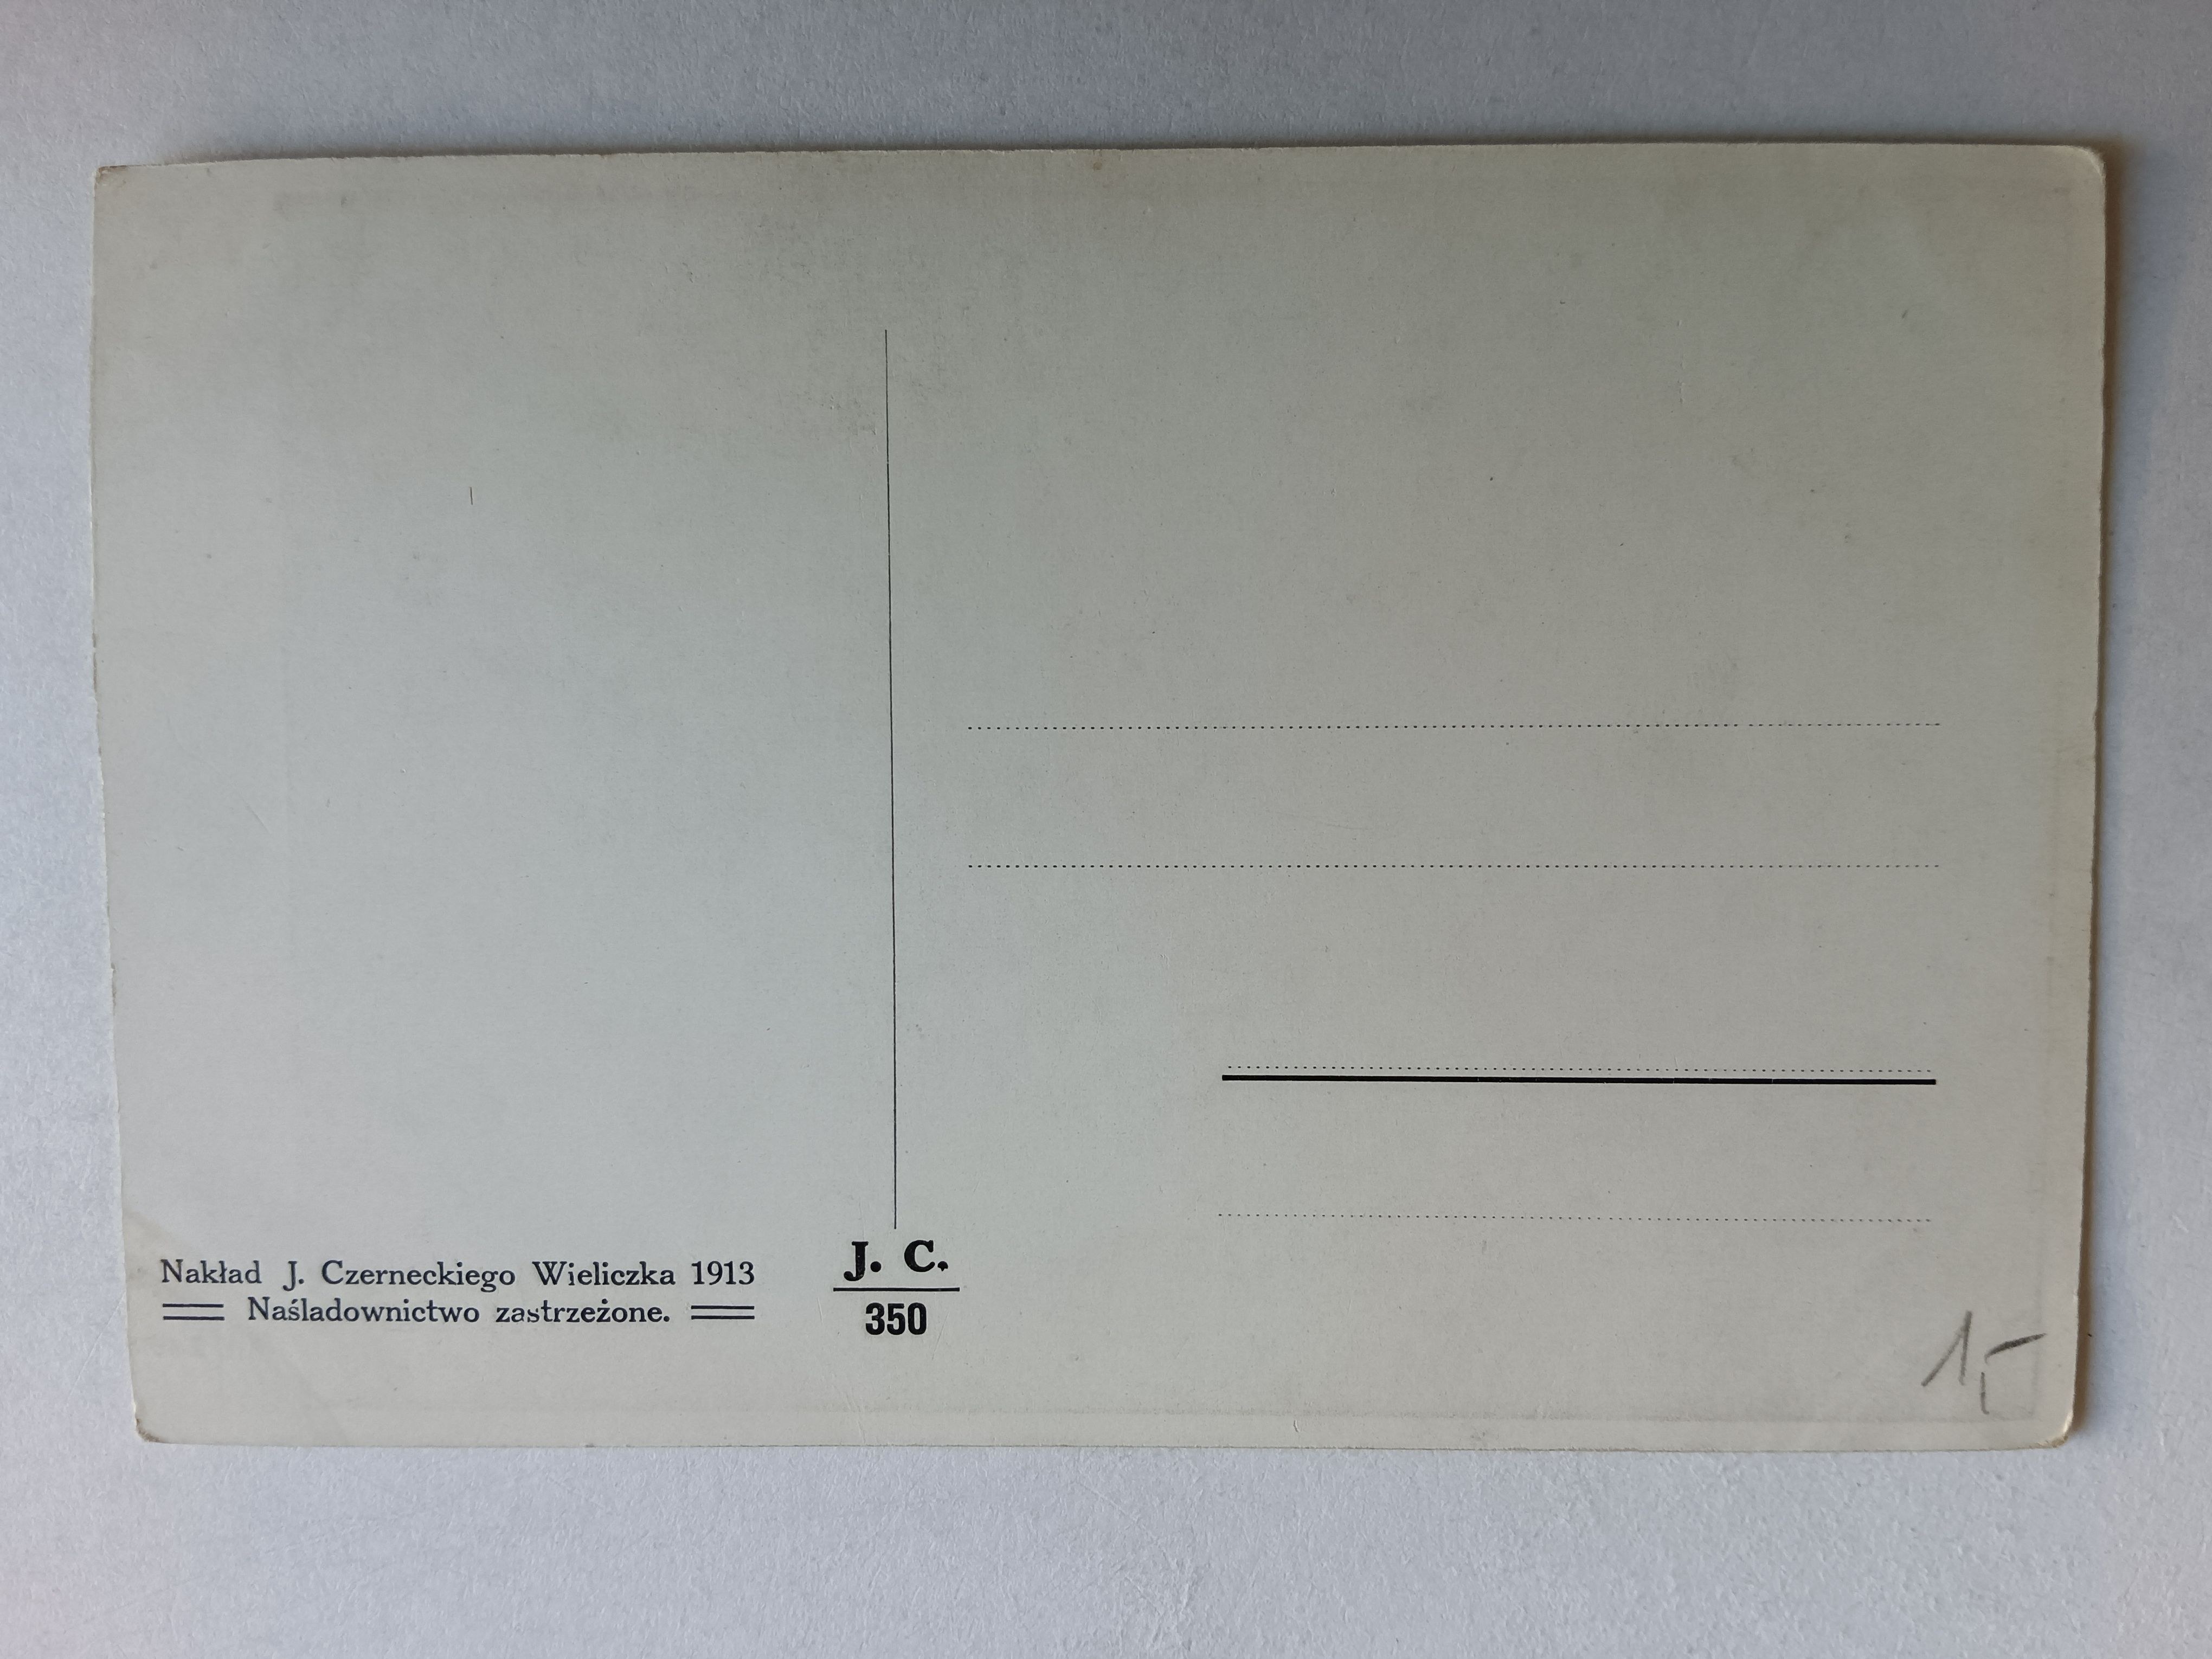 Nakład J. Czerneckiego Wieliczka 1913
Naśladownictwo zastrzeżone.
J. C.
350